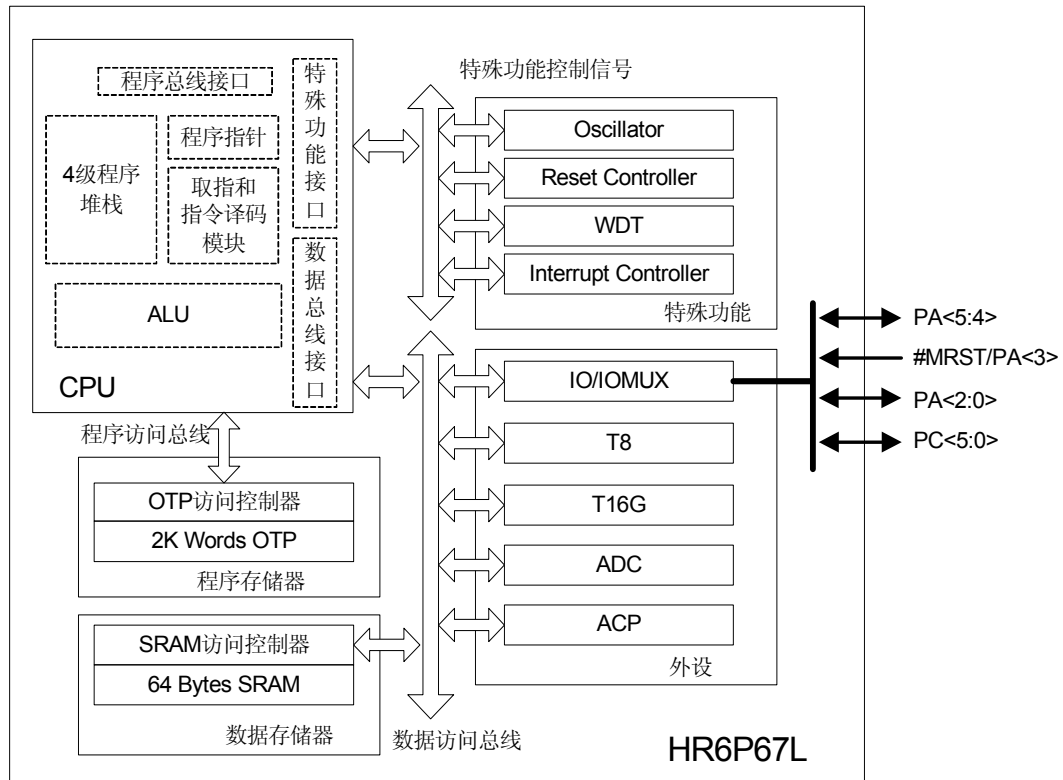 程序总线接口
特殊功能接口
4级程序
堆栈
程序指针
取指和
指令译码
模块
数据总线接口
ALU
CPU
程序访问总线
OTP访问控制器
2K Words OTP
程序存储器
SRAM访问控制器
64 Bytes SRAM
数据存储器
特殊功能控制信号
Oscillator
Reset Controller
WDT
Interrupt Controller
特殊功能
IO/IOMUX
T8
T16G
ADC
ACP
外设
数据访问总线
PA<5:4>
#MRST/PA<3>
PA<2:0>
PC<5:0>
HR6P67L